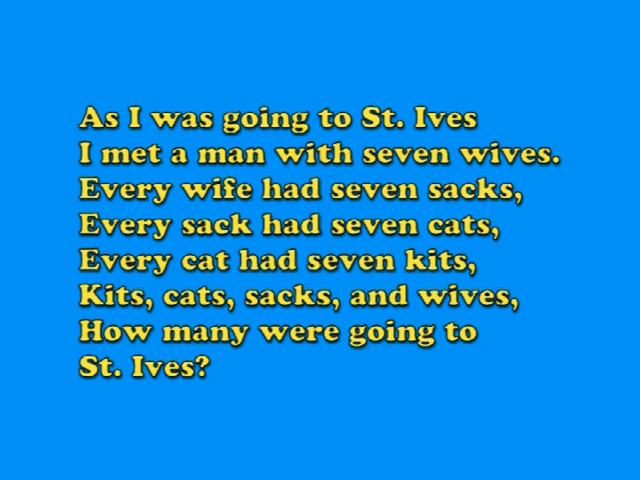 As I was going to St. Ives
I met a man with seven wives.
Every wife had seven sacks,
Every sack had seven cats,
Every cat had seven kits,
Kits, cats, sacks, and wives,
How many were going to
St. Ives?